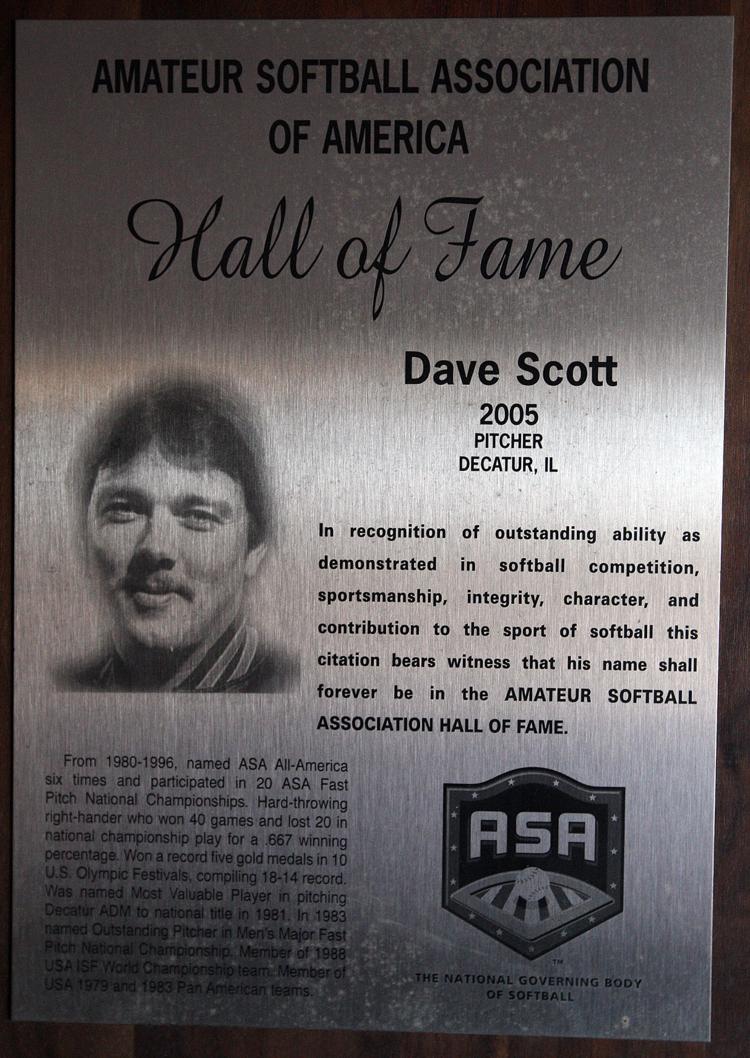 AMATEUR SOFTBALL ASSOCIATION
OF AMERICA
Hall of Fame
Dave Scott
2005
PITCHER
DECATUR, IL
In recognition of outstanding ability as
demonstrated in softball competition,
sportsmanship, integrity, character, and
contribution to the sport of softball this
citation bears witness that his name shall
forever be in the AMATEUR SOFTBALL
ASSOCIATION HALL OF FAME.
From 1980-1996, named ASA All-America
six times and participated in 20 ASA Fast
Pitch National Championships. Hard-throwing
right-hander who won 40 games and lost 20 in
national championship play for a .667 winning
percentage. Won a record five gold medals in 10
U.S. Olympic Festivals, compiling 18-14 record.
Was named Most Valuable Player in pitching
Decatur ADM to national title in 1981. In 1983
named Outstanding Pitcher in Men's Major Fast
Pitch National Championship. Member of 1988
USA ISF World Championship team. Member of
USA 1979 and 1983 Pan American teams.
ASA
TM
THE NATIONAL GOVERNING BODY
OF SOFTBALL
9